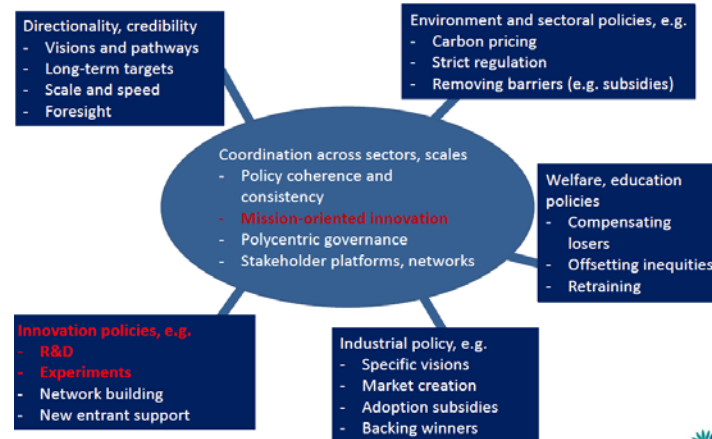 Directionality, credibility
- Visions and pathways
- Long-term targets
- Scale and speed
- Foresight
Environment and sectoral policies, e.g.
- Carbon pricing
- Strict regulation
- Removing barriers (e.g. subsidies)
Coordination across sectors, scales
- Policy coherence and
consistency
- Mission-oriented innovation
- Polycentric governance
- Stakeholder platforms, networks
Welfare, education
policies
- Compensating
losers
- Offsetting inequities
- Retraining
Innovation policies, e.g.
- R&D
- Experiments
- Network building
- New entrant support
Industrial policy, e.g.
- Specific visions
- Market creation
- Adoption subsidies
- Backing winners